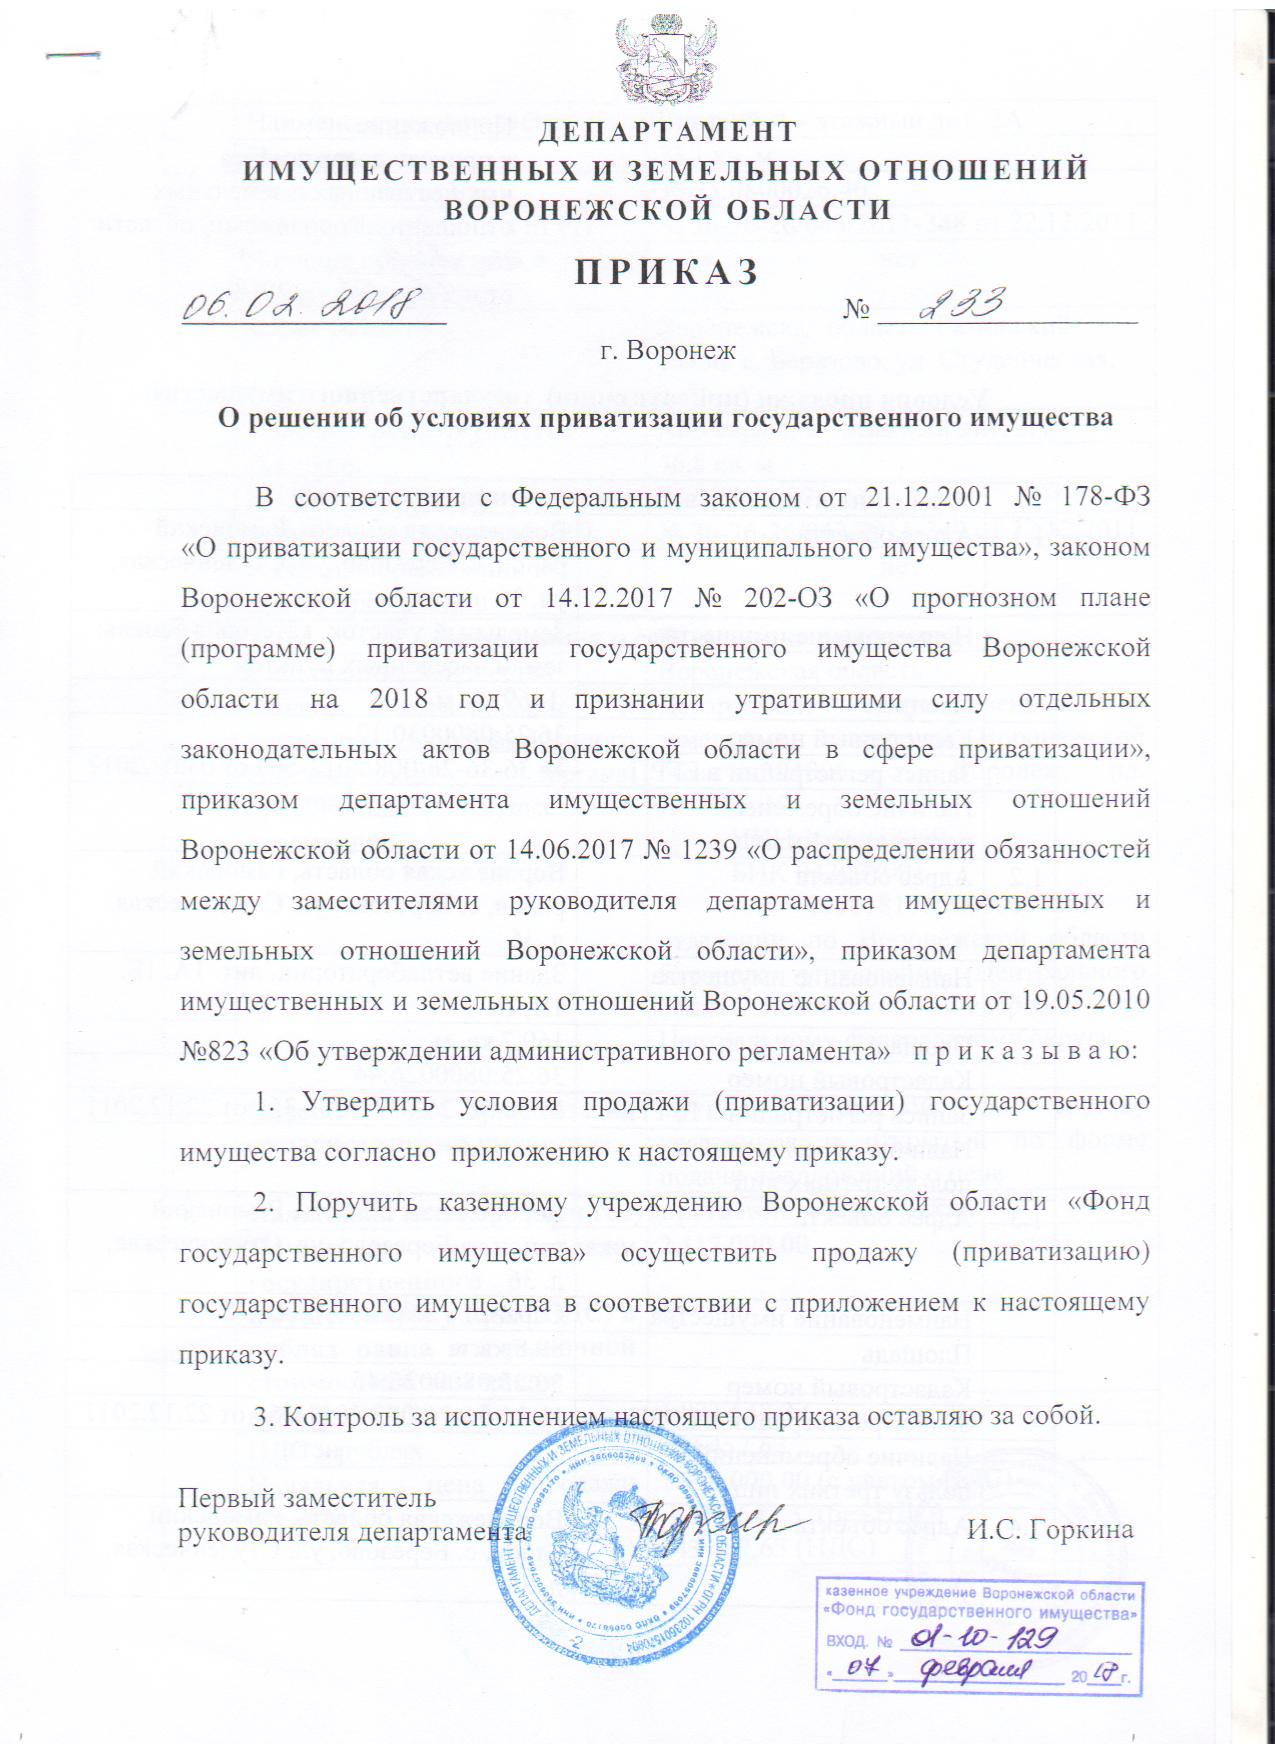 ДЕПАРТАМЕНТ
ИМУЩЕСТВЕННЫХ И ЗЕМЕЛЬНЫХ ОТНОШЕНИЙ
ВОРОНЕЖСКОЙ ОБЛАСТИ
ПРИКАЗ
06.02.2018 № 233
г. Воронеж
О решении об условиях приватизации государственного имущества
В соответствии с Федеральным законом от 21.12.2001 № 178-ФЗ
«О приватизации государственного и муниципального имущества», законом
Воронежской области от 14.12.2017 № 202-ОЗ «О прогнозном плане
(программе) приватизации государственного имущества Воронежской
области на 2018 год и признании утратившими силу отдельных
законодательных актов Воронежской области в сфере приватизации»,
приказом департамента имущественных и земельных отношений
Воронежской области от 14.06.2017 № 1239 «О распределении обязанностей
между заместителями руководителя департамента имущественных и
земельных отношений Воронежской области», приказом департамента
имущественных и земельных отношений Воронежской области от 19.05.2010
№823 «Об утверждении административного регламента» п р и к а з ы в а ю:
1. Утвердить условия продажи (приватизации) государственного
имущества согласно приложению к настоящему приказу.
2. Поручить казенному учреждению Воронежской области «Фонд
государственного имущества» осуществить продажу (приватизацию)
государственного имущества в соответствии с приложением к настоящему
приказу.
3. Контроль за исполнением настоящего приказа оставляю за собой.
Первый заместитель
руководителя департамента И.С. Горкина
казенное учреждение Воронежской области
«Фонд государственного имущества»
ВХОД. № 01-10-129
«07» февраля 2018г.